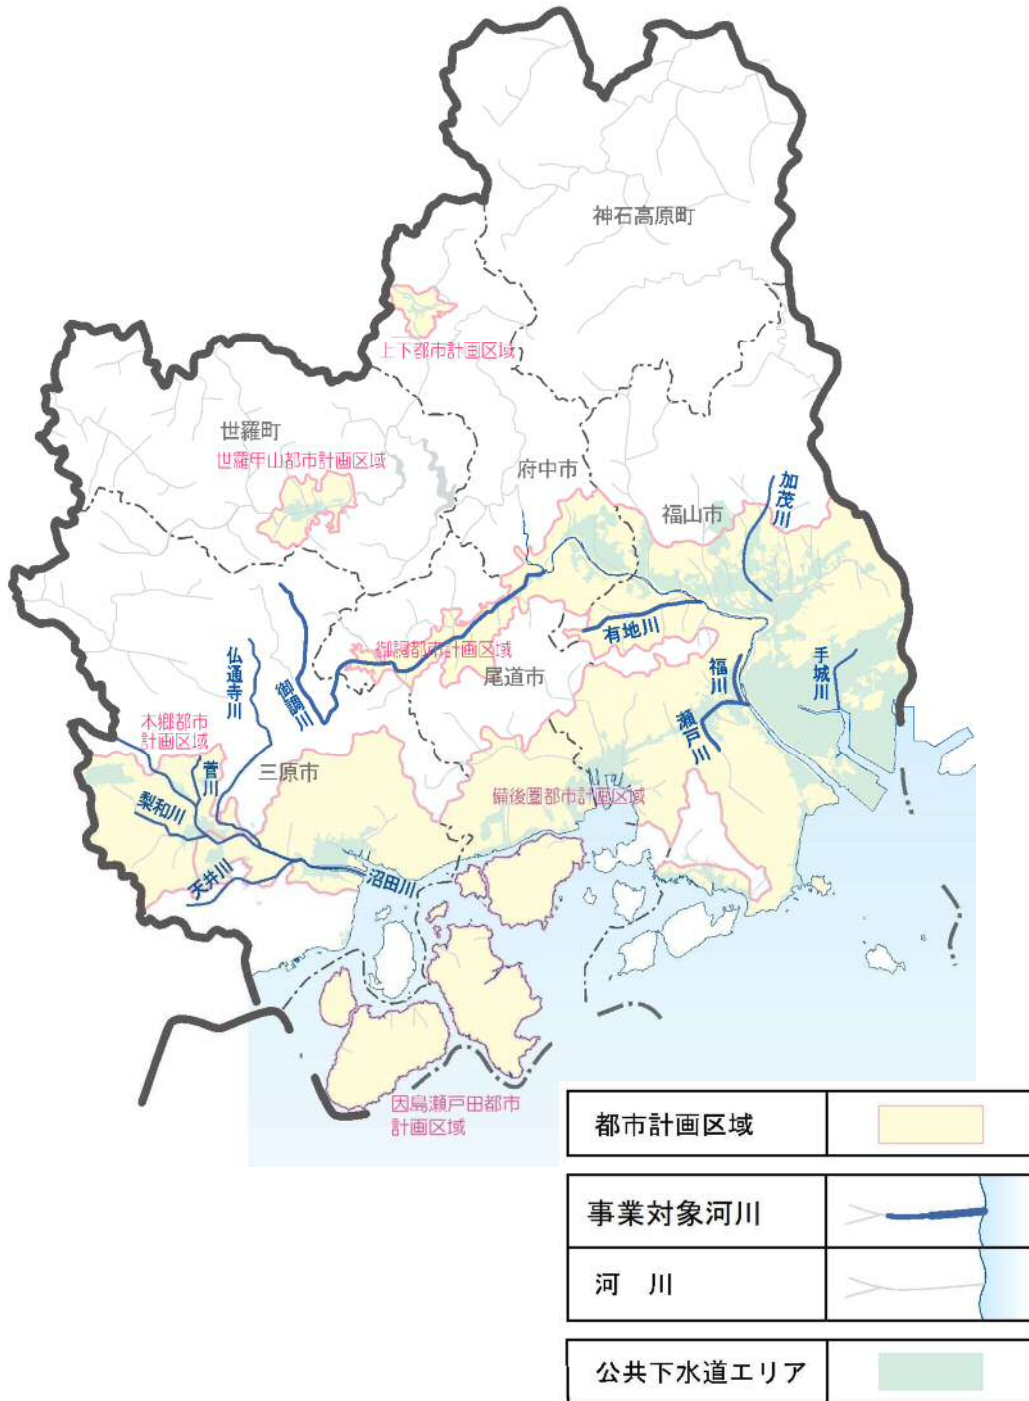 神石高原町
上下都市計画区域
世羅町
世羅甲山都市計画区域
府中市
福山市
加茂川
有地川
御調都市計画区域
尾道市
仏通寺川
御調川
福川
手城川
瀬戸川
本郷都市
計画区域
菅川
三原市
備後圏都市計画区域
梨和川
天井川
沼田川
因島瀬戸田都市
計画区域
都市計画区域
事業対象河川
河 川
公共下水道エリア